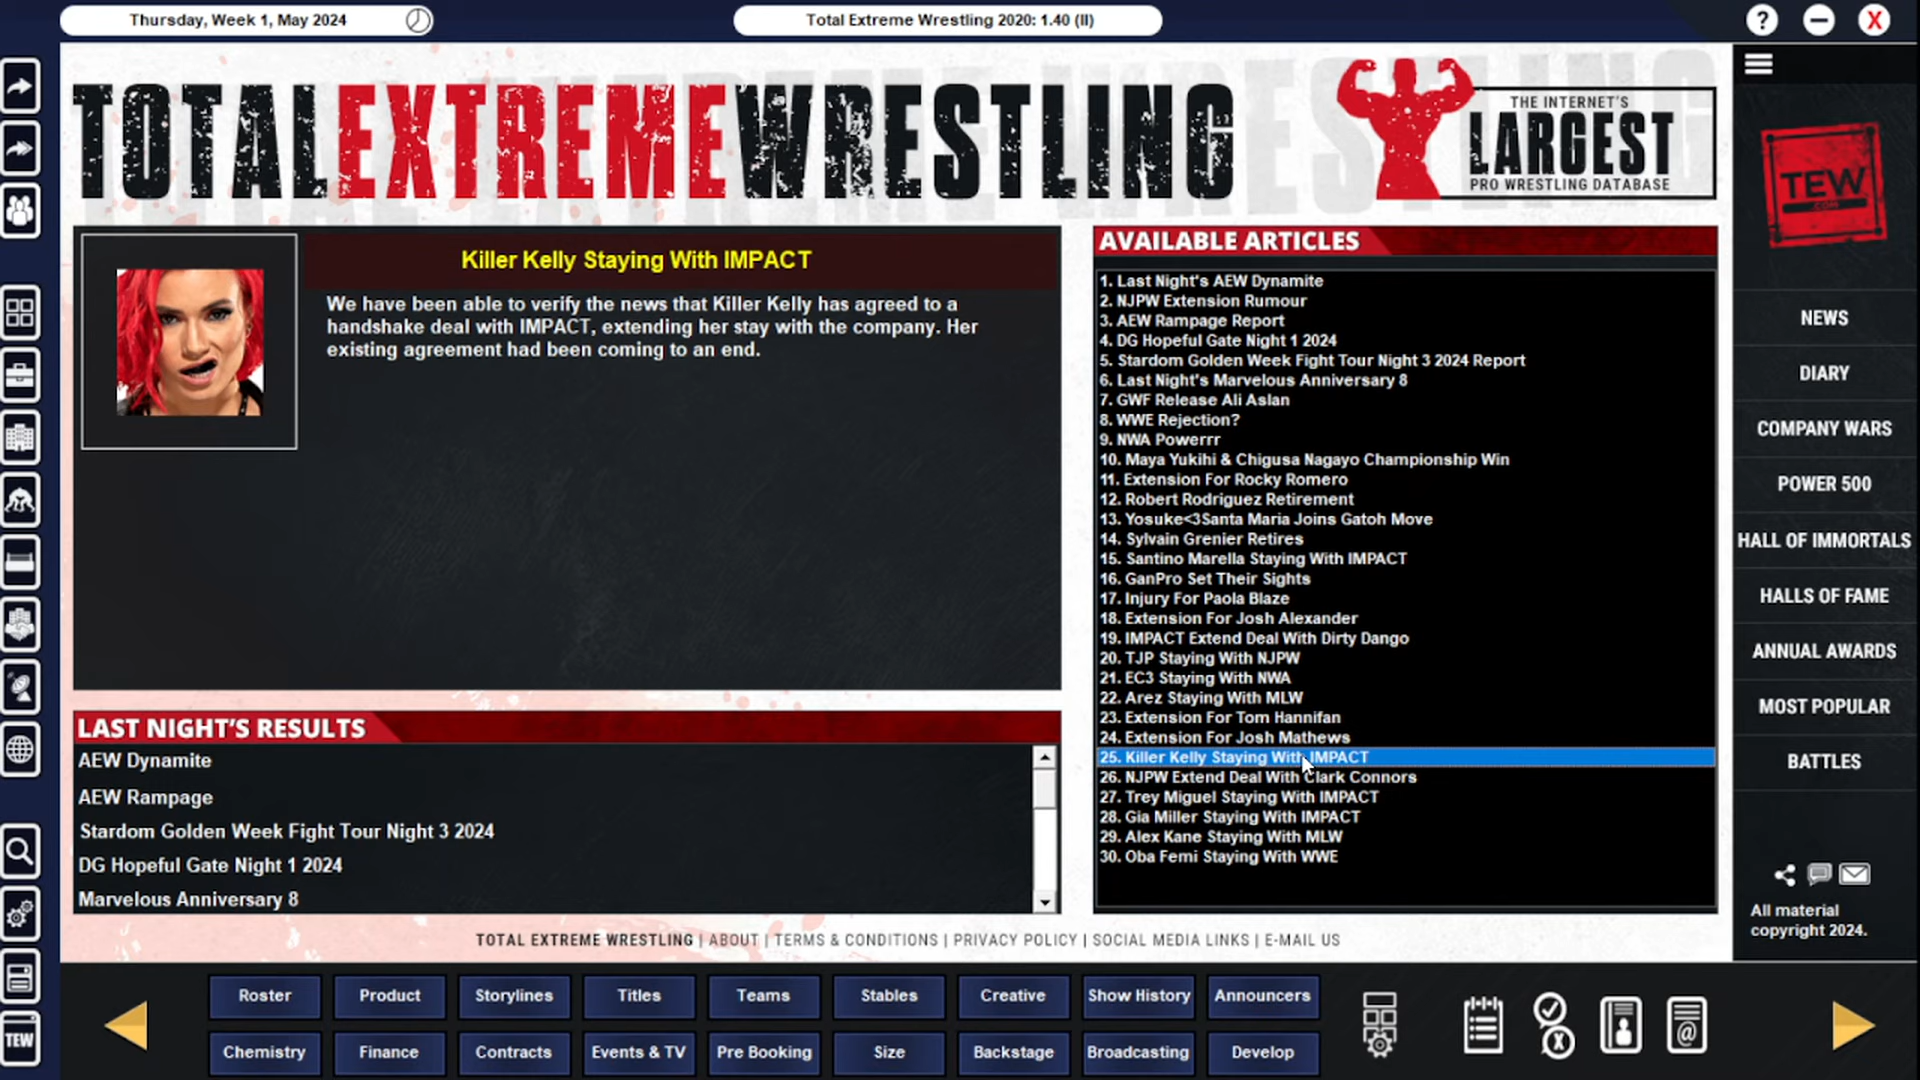 Thursday, Week 1, May 2024
Total Extreme Wrestling 2020: 1.40 (II)
?
X
TOTALEXTREMEWRESTLING
THE INTERNET'S
LARGEST
PRO WRESTLING DATABASE
TEW
.COM
Killer Kelly Staying With IMPACT
We have been able to verify the news that Killer Kelly has agreed to a
handshake deal with IMPACT, extending her stay with the company. Her
existing agreement had been coming to an end.
LAST NIGHT'S RESULTS
AEW Dynamite
AEW Rampage
Stardom Golden Week Fight Tour Night 3 2024
DG Hopeful Gate Night 1 2024
Marvelous Anniversary 8
AVAILABLE ARTICLES
1. Last Night's AEW Dynamite
2. NJPW Extension Rumour
3. AEW Rampage Report
4. DG Hopeful Gate Night 1 2024
5. Stardom Golden Week Fight Tour Night 3 2024 Report
6. Last Night's Marvelous Anniversary 8
7. GWF Release Ali Aslan
8. WWE Rejection?
9. NWA Powerrr
10. Maya Yukihi & Chigusa Nagayo Championship Win
11. Extension For Rocky Romero
12. Robert Rodriguez Retirement
13. Yosuke<3Santa Maria Joins Gatoh Move
14. Sylvain Grenier Retires
15. Santino Marella Staying With IMPACT
16. GanPro Set Their Sights
17. Injury For Paola Blaze
18. Extension For Josh Alexander
19. IMPACT Extend Deal With Dirty Dango
20. TJP Staying With NJPW
21. EC3 Staying With NWA
22. Arez Staying With MLW
23. Extension For Tom Hannifan
24. Extension For Josh Mathews
25. Killer Kelly Staying With IMPACT
26. NJPW Extend Deal With Clark Connors
27. Trey Miguel Staying With IMPACT
28. Gia Miller Staying With IMPACT
29. Alex Kane Staying With MLW
30. Oba Femi Staying With WWE
NEWS
DIARY
COMPANY WARS
POWER 500
HALL OF IMMORTALS
HALLS OF FAME
ANNUAL AWARDS
MOST POPULAR
BATTLES
All material
copyright 2024.
TOTAL EXTREME WRESTLING | ABOUT | TERMS & CONDITIONS | PRIVACY POLICY | SOCIAL MEDIA LINKS | E-MAIL US
TEW
Roster Product Storylines Titles Teams Stables Creative Show History Announcers
Chemistry Finance Contracts Events & TV Pre Booking Size Backstage Broadcasting Develop